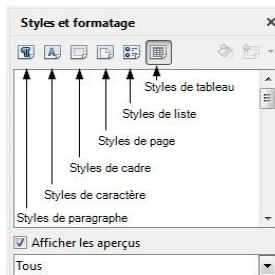 Styles et formatage
Styles de tableau
Styles de liste
Styles de page
Styles de cadre
Styles de caractère
Styles de paragraphe
Afficher les aperçus
Tous